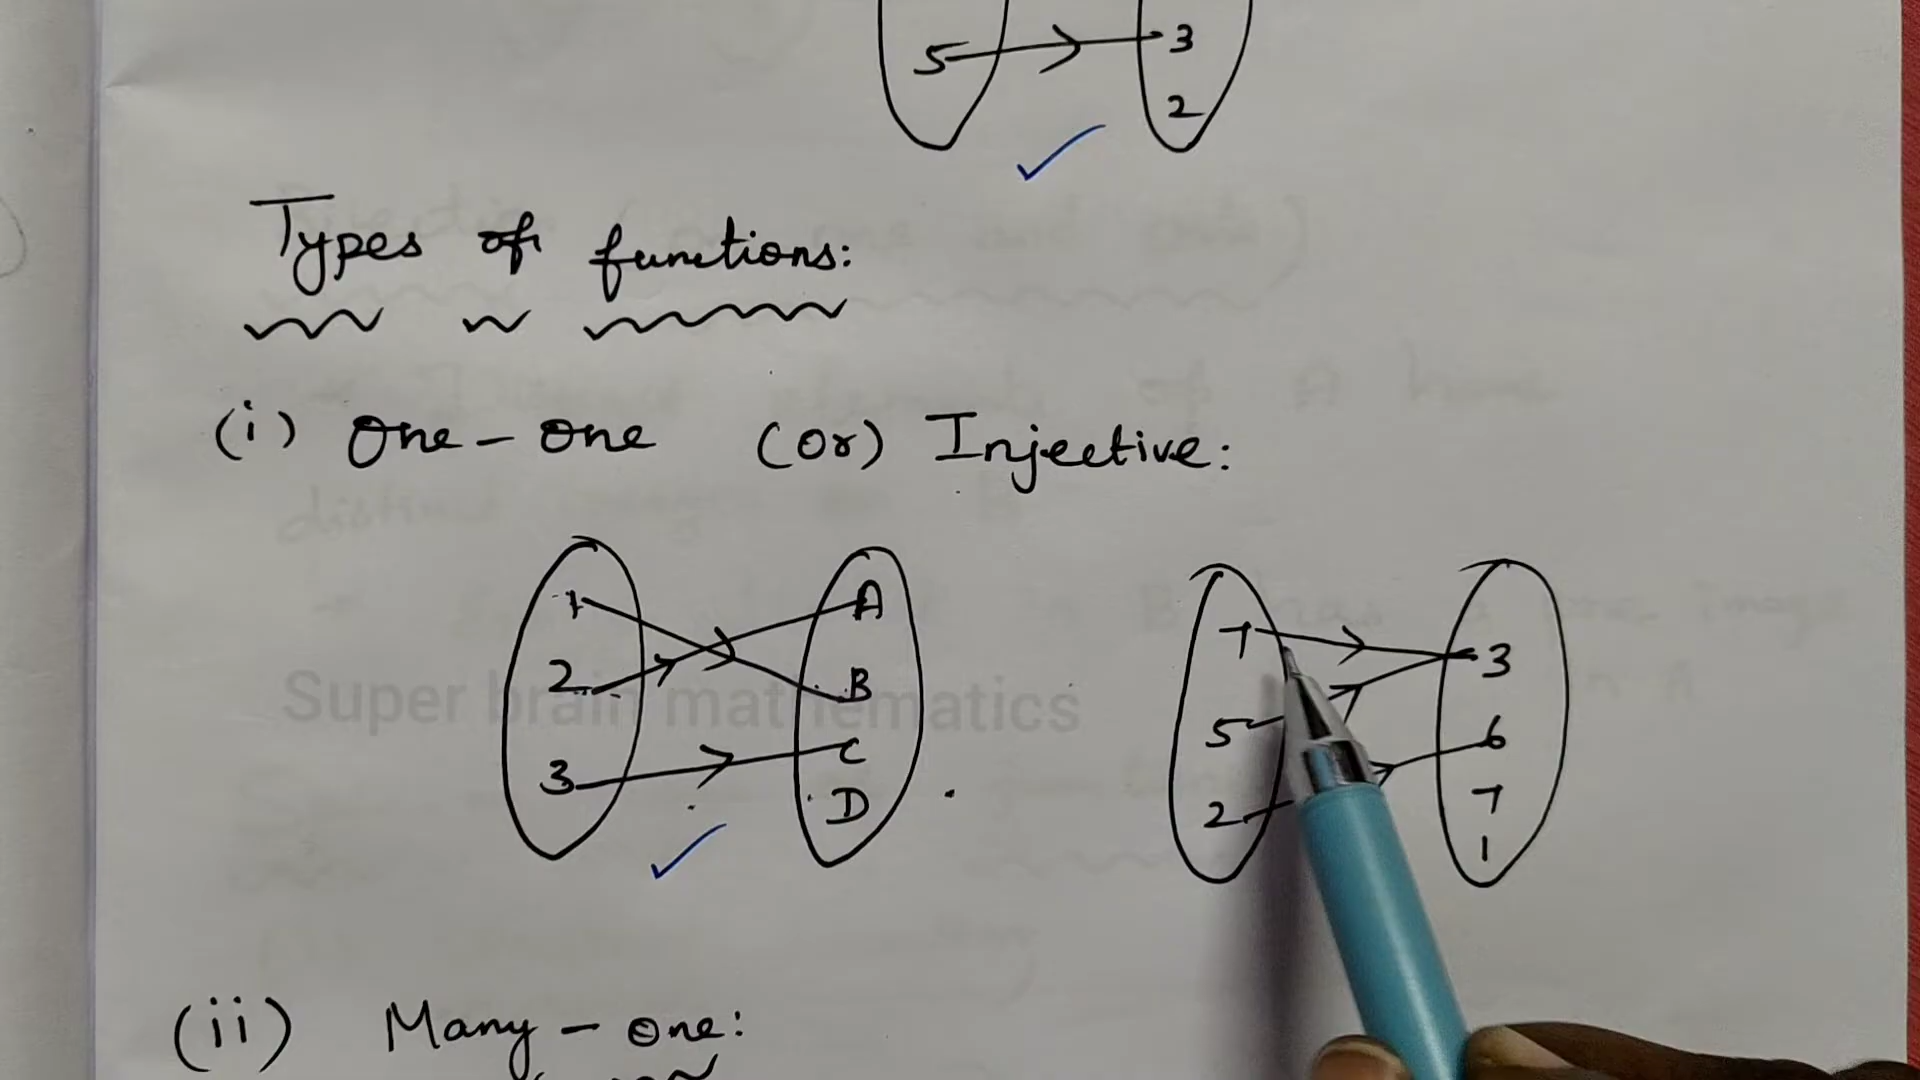 5 3
2
Types of functions:
(i) One - One (or) Injective:
1 A
2 B
3 C
D
7 3
5 6
2 7
1
Super brain mathematics
(ii) Many - one: